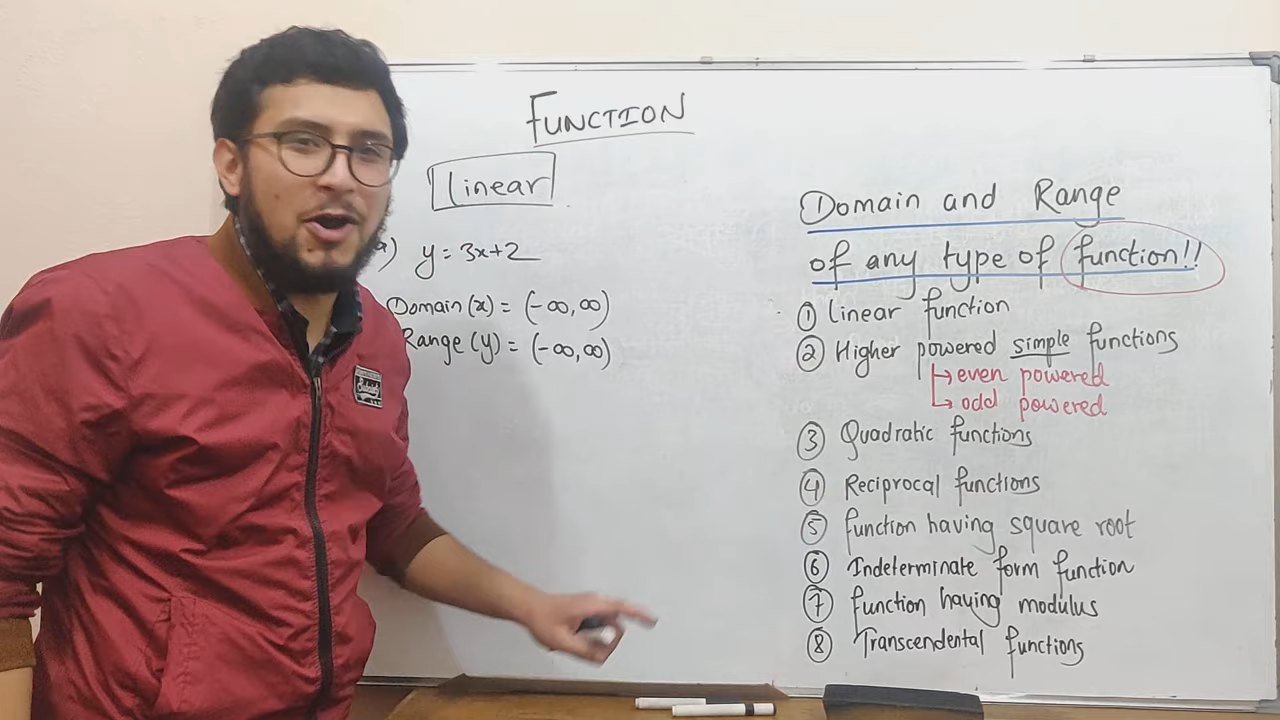 FUNCTION
Linear
a) y = 3x+2
Domain (x) = (-∞, ∞)
Range (y) = (-∞, ∞)
Domain and Range
of any type of function!!
① Linear function
② Higher powered simple functions
↳ even powered
↳ odd powered
③ Quadratic functions
④ Reciprocal functions
⑤ function having square root
⑥ Indeterminate form function
⑦ function having modulus
⑧ Transcendental functions